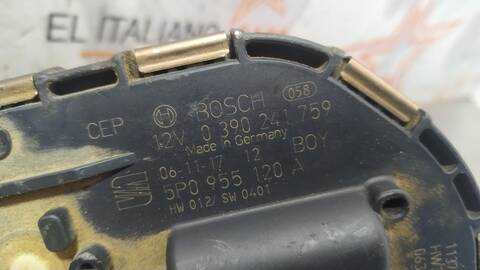 EL ITALIANO
BOSCH
058
CEP
12V 0 390 241 759
Made in Germany
06-11-17 12 BOY
5P0 955 120 A
HW 012/ SW 0401